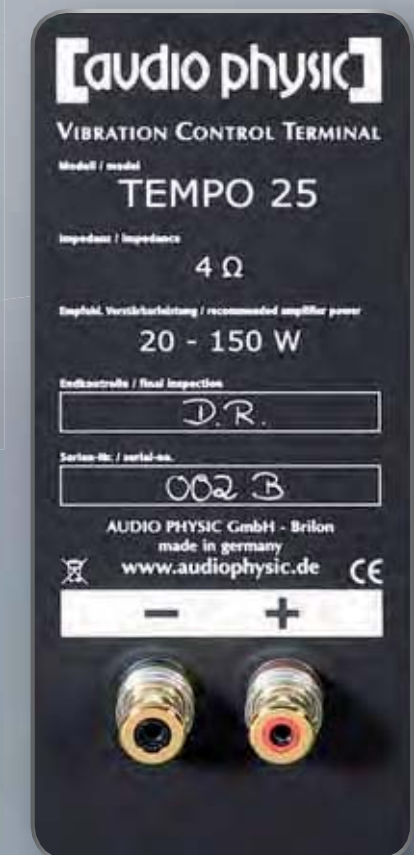 [audio physic]
VIBRATION CONTROL TERMINAL
Modell / model
TEMPO 25
Impedanz / impedance
4 Ω
Empfohl. Verstärkerleistung / recommended amplifier power
20 - 150 W
Endkontrolle / final inspection
D.R.
Serien-Nr. / serial-no.
002 B
AUDIO PHYSIC GmbH - Brilon
made in germany
www.audiophysic.de CE
− +